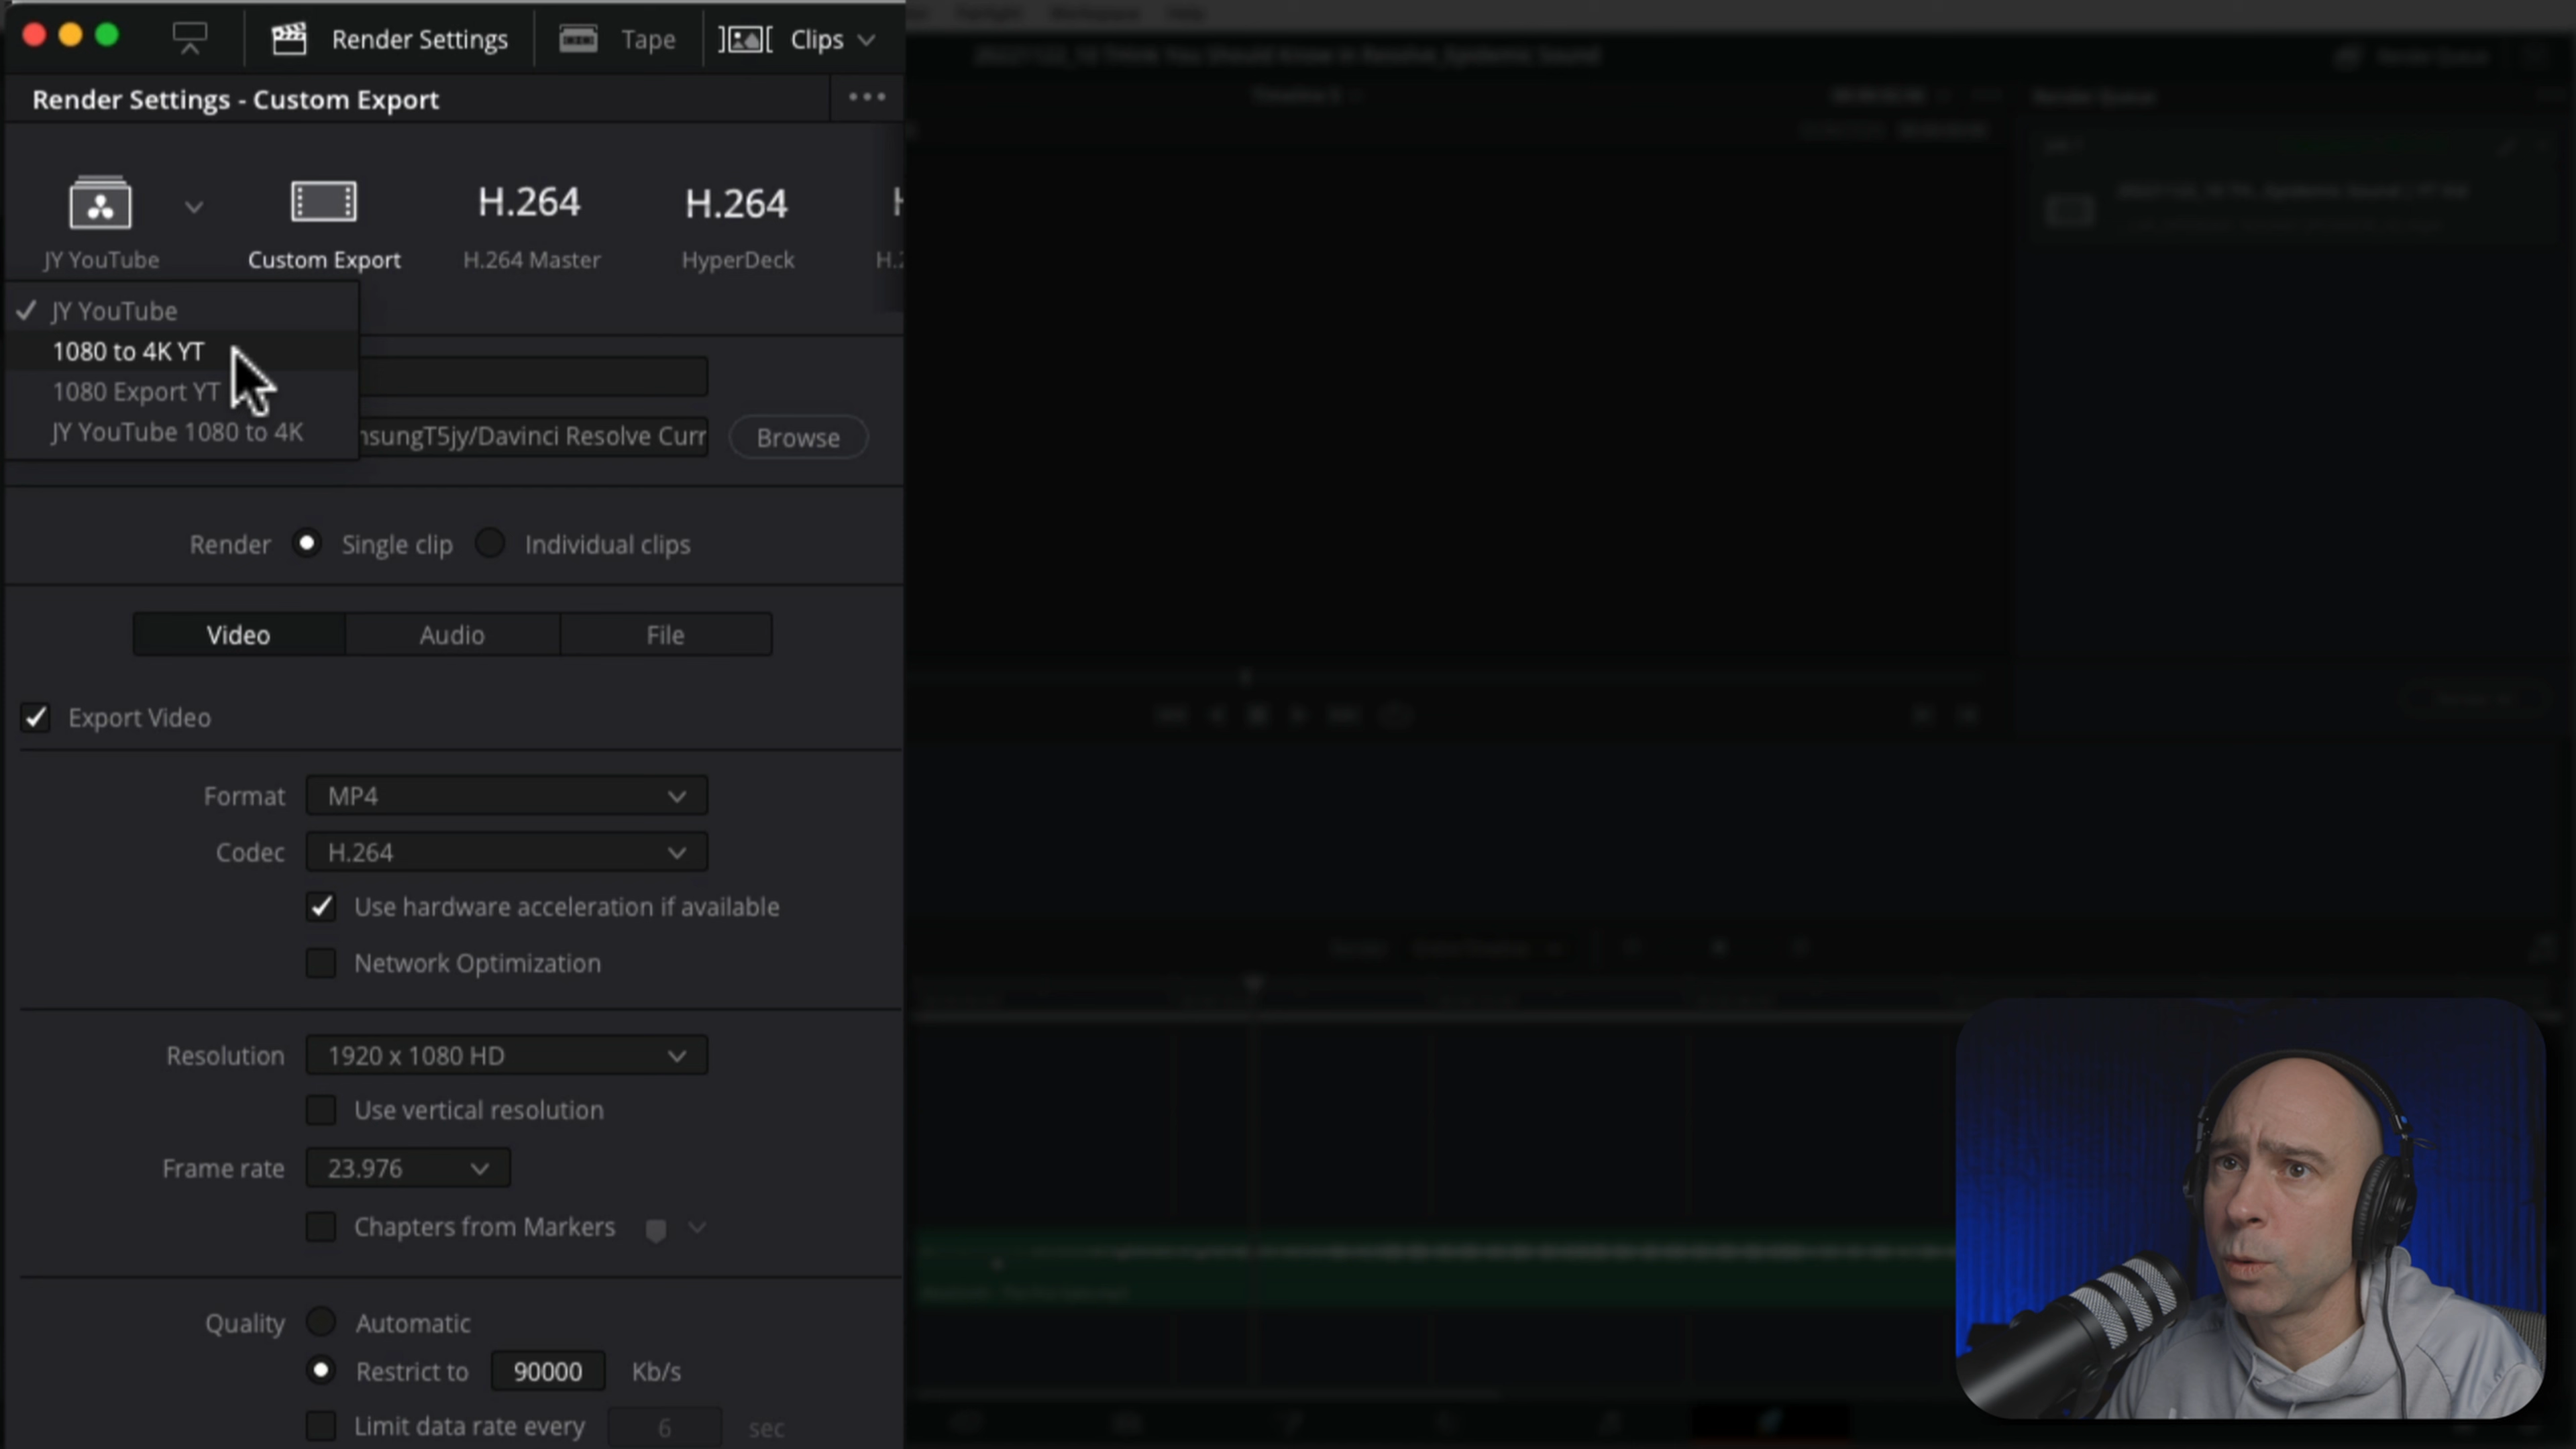 Render Settings
Tape
Clips
Render Settings - Custom Export
H.264
H.264
JY YouTube
Custom Export
H.264 Master
HyperDeck
JY YouTube
1080 to 4K YT
1080 Export YT
JY YouTube 1080 to 4K
nsungT5jy/Davinci Resolve Curr
Browse
Render
Single clip
Individual clips
Video
Audio
File
Export Video
Format
MP4
Codec
H.264
Use hardware acceleration if available
Network Optimization
Resolution
1920 x 1080 HD
Use vertical resolution
Frame rate
23.976
Chapters from Markers
Quality
Automatic
Restrict to
90000
Kb/s
Limit data rate every
6
sec